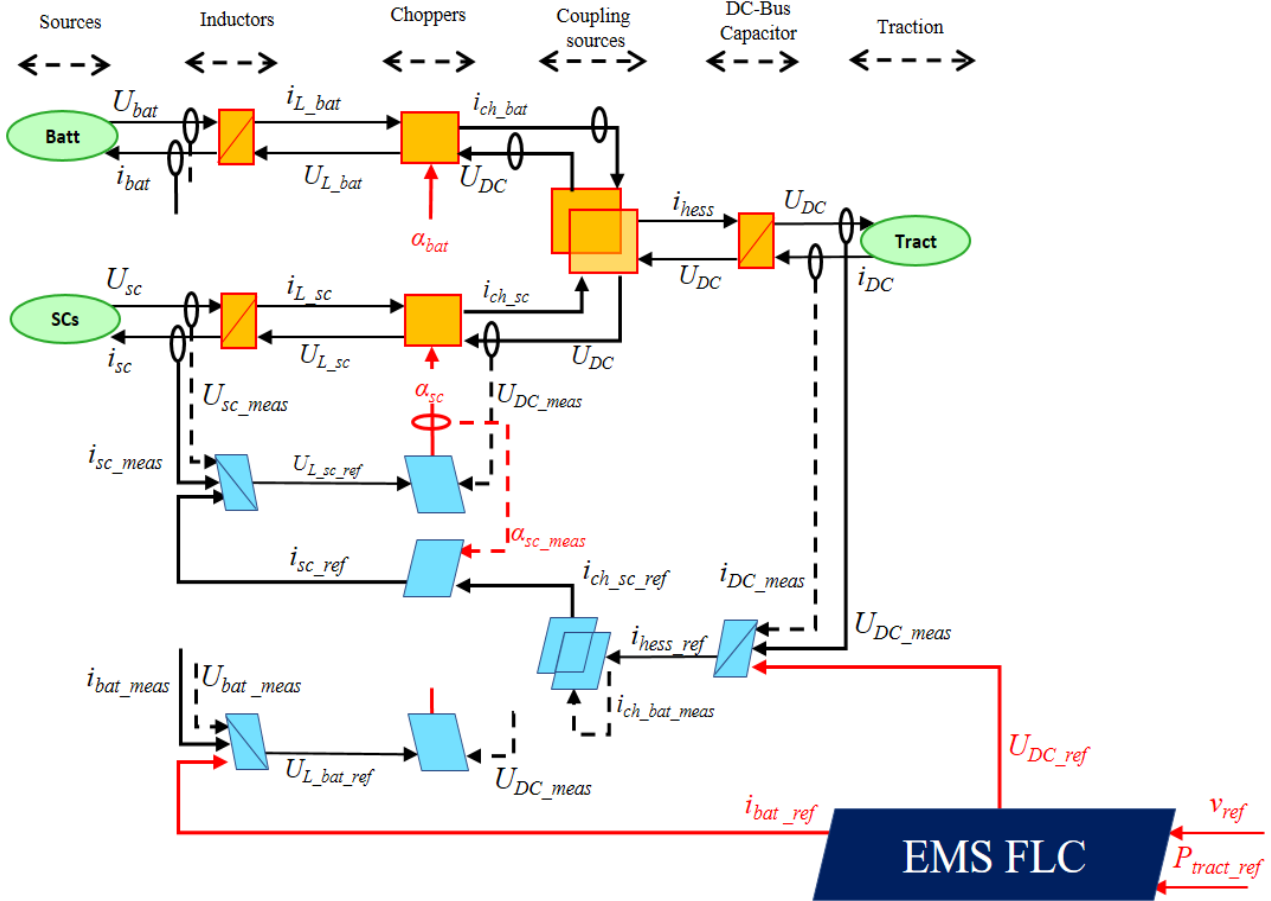 Sources
Inductors
Choppers
Coupling
sources
DC-Bus
Capacitor
Traction
U_bat
i_L_bat
i_ch_bat
Batt
i_bat
U_L_bat
U_DC
α_bat
i_hess
U_DC
Tract
U_DC
i_DC
U_sc
i_L_sc
i_ch_sc
SCs
i_sc
U_L_sc
U_DC
U_sc_meas
α_sc
U_DC_meas
i_sc_meas
U_L_sc_ref
α_sc_meas
i_sc_ref
i_ch_sc_ref
i_DC_meas
i_hess_ref
U_DC_meas
i_bat_meas
U_bat_meas
i_ch_bat_meas
U_L_bat_ref
U_DC_meas
U_DC_ref
i_bat_ref
v_ref
EMS FLC
P_tract_ref